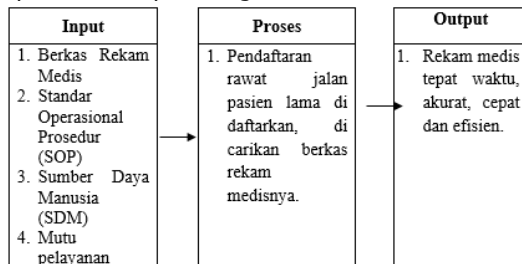 Input
1. Berkas Rekam
Medis
2. Standar
Operasional
Prosedur
(SOP)
3. Sumber Daya
Manusia
(SDM)
4. Mutu
pelayanan
Proses
1. Pendaftaran
rawat jalan
pasien lama di
daftarkan, di
carikan berkas
rekam
medisnya.
Output
1. Rekam medis
tepat waktu,
akurat, cepat
dan efisien.